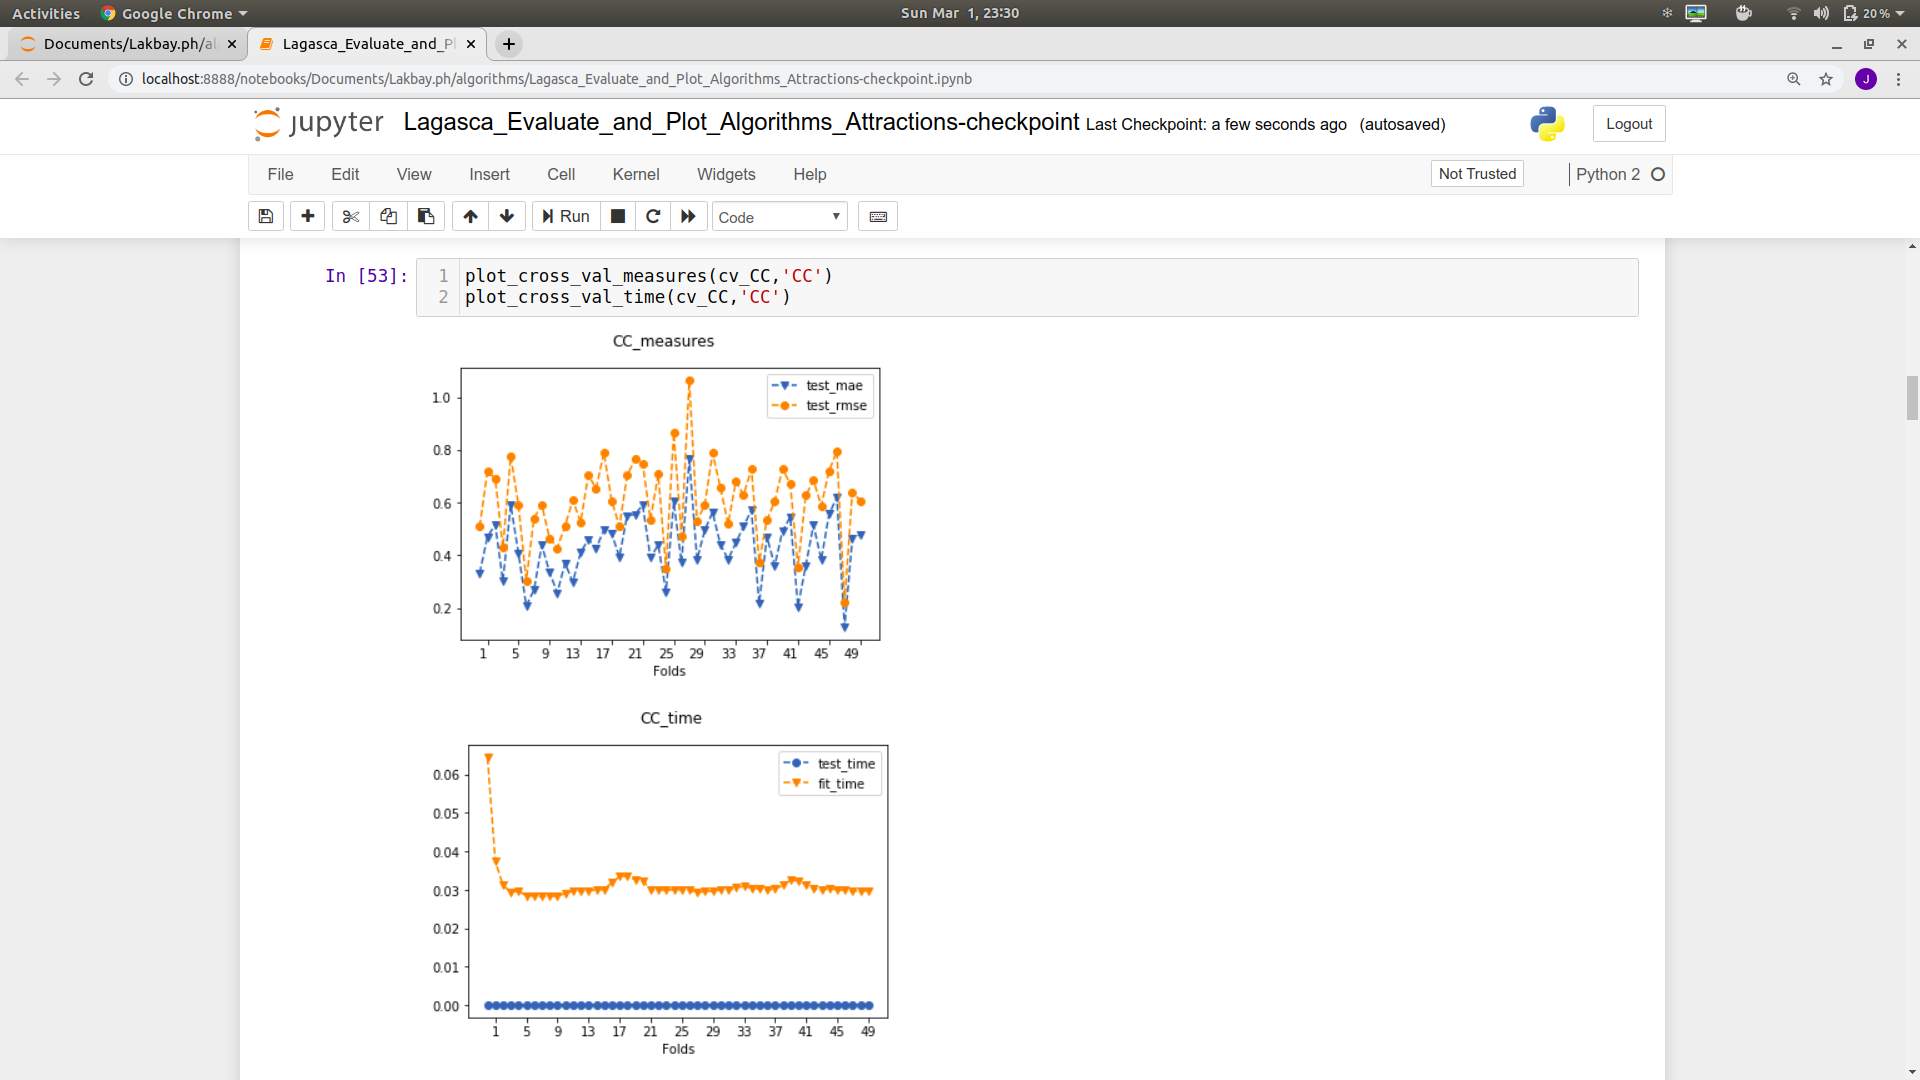 Activities Google Chrome Sun Mar 1, 23:30 20 %
Documents/Lakbay.ph/al Lagasca_Evaluate_and_Pl
localhost:8888/notebooks/Documents/Lakbay.ph/algorithms/Lagasca_Evaluate_and_Plot_Algorithms_Attractions-checkpoint.ipynb J
jupyter Lagasca_Evaluate_and_Plot_Algorithms_Attractions-checkpoint Last Checkpoint: a few seconds ago (autosaved) Logout
File Edit View Insert Cell Kernel Widgets Help Not Trusted Python 2
Run Code
In [53]: 1 plot_cross_val_measures(cv_CC,'CC')
2 plot_cross_val_time(cv_CC,'CC')
CC_measures
test_mae
test_rmse
1.0
0.8
0.6
0.4
0.2
1 5 9 13 17 21 25 29 33 37 41 45 49
Folds
CC_time
test_time
fit_time
0.06
0.05
0.04
0.03
0.02
0.01
0.00
1 5 9 13 17 21 25 29 33 37 41 45 49
Folds